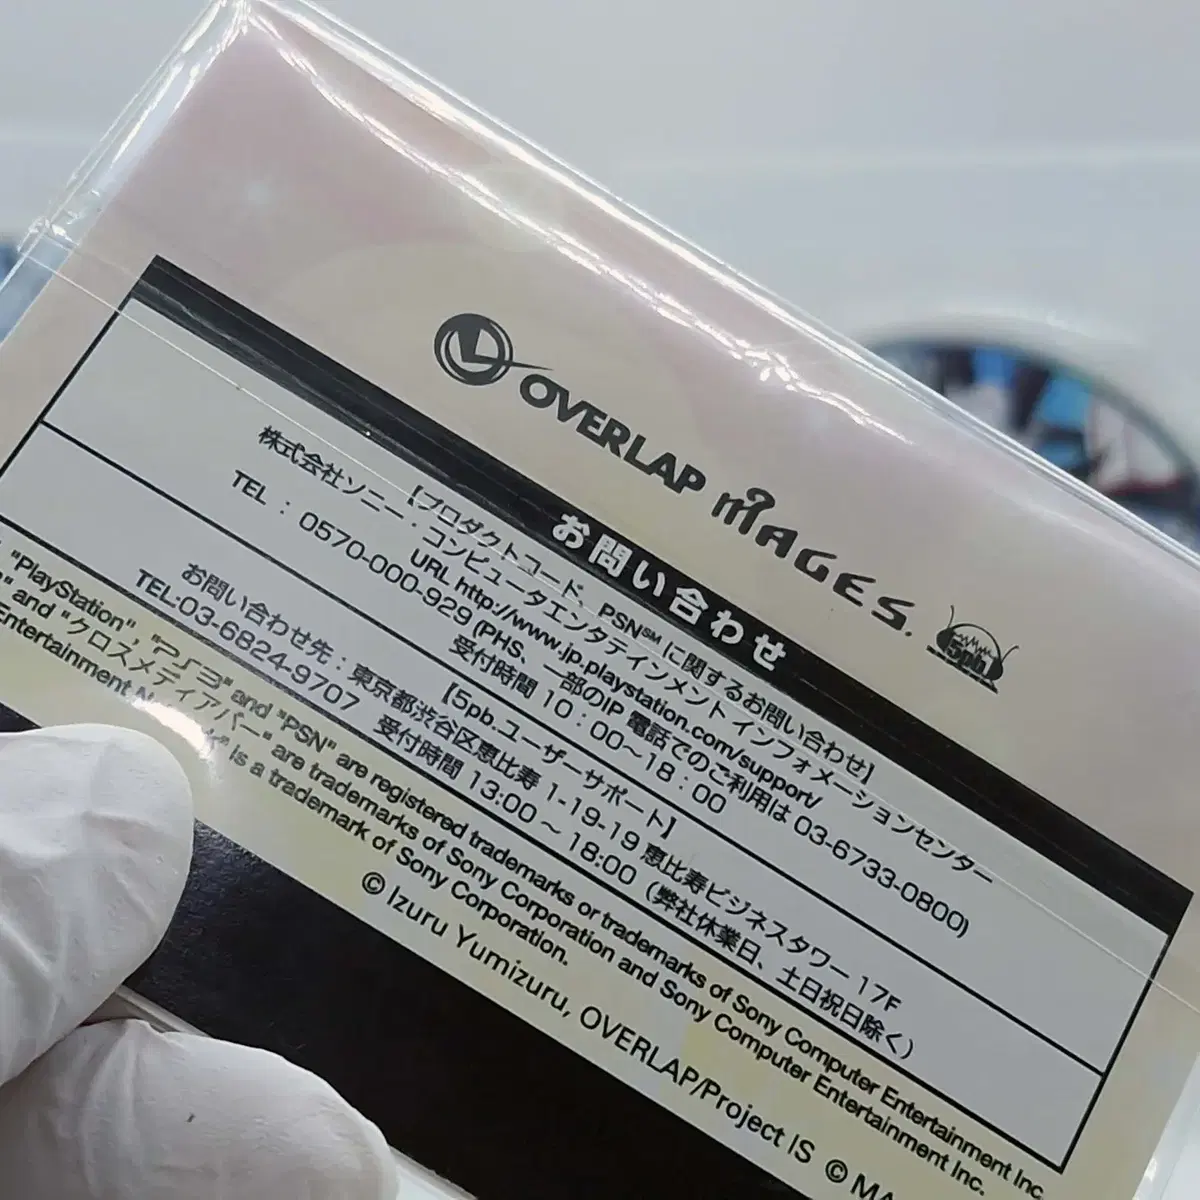 OVERLAP MAGES. 5pb.
お問い合わせ
【プロダクトコード、PSN℠に関するお問い合わせ】
株式会社ソニー・コンピュータエンタテインメント インフォメーションセンター
URL http://www.jp.playstation.com/support/
TEL : 0570-000-929 (PHS、一部のIP 電話でのご利用は 03-6733-0800)
受付時間 10：00～18：00
【5pb.ユーザーサポート】
お問い合わせ先：東京都渋谷区恵比寿 1-19-19 恵比寿ビジネスタワー 17F
TEL:03-6824-9707 受付時間 13:00～18:00（弊社休業日、土日祝日除く）
"PlayStation", "PS3" and "PSN" are registered trademarks or trademarks of Sony Computer Entertainment Inc.
and "クロスメディアバー" are trademarks of Sony Corporation and Sony Computer Entertainment Inc.
Entertainment is a trademark of Sony Corporation.
© Izuru Yumizuru, OVERLAP/Project IS © MA